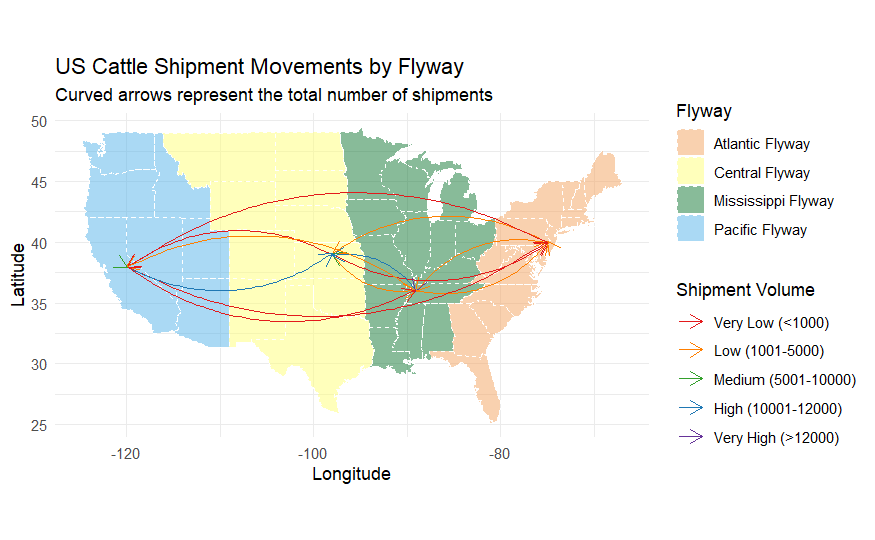 US Cattle Shipment Movements by Flyway
Curved arrows represent the total number of shipments
50
45
40
35
30
25
Latitude
-120
-100
-80
Longitude
Flyway
Atlantic Flyway
Central Flyway
Mississippi Flyway
Pacific Flyway
Shipment Volume
Very Low (<1000)
Low (1001-5000)
Medium (5001-10000)
High (10001-12000)
Very High (>12000)